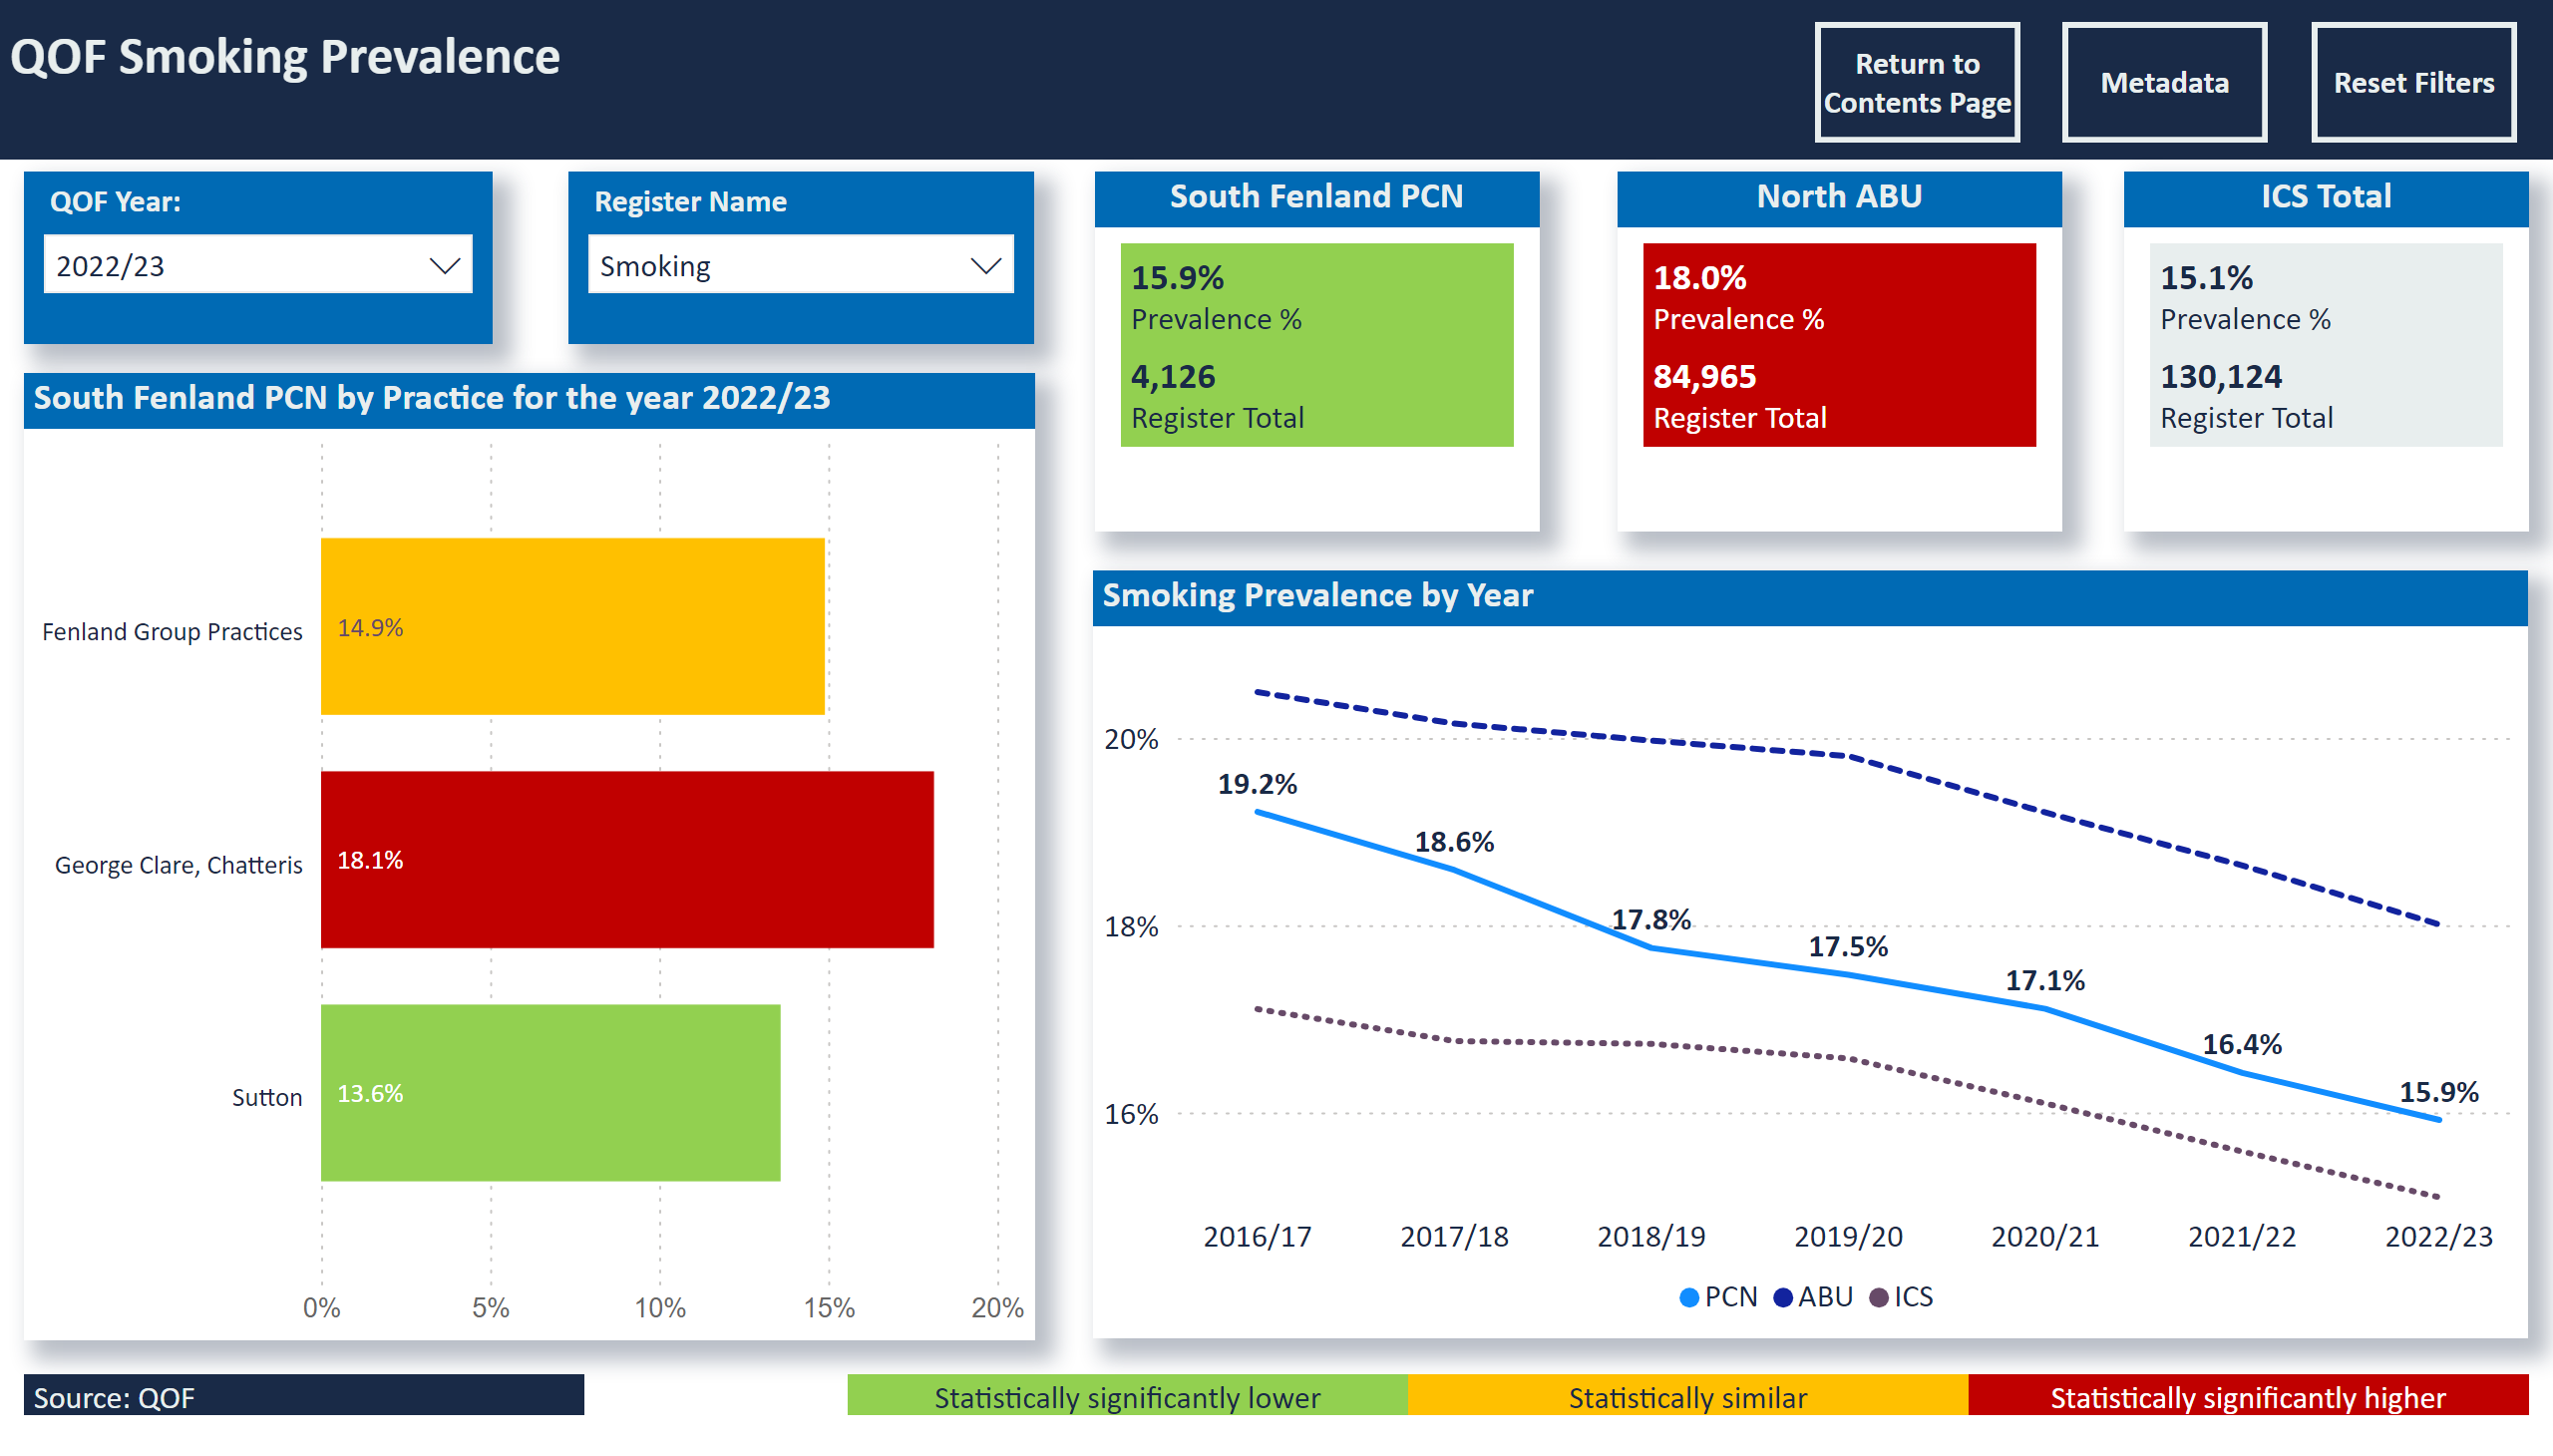 QOF Smoking Prevalence
Return to
Contents Page
Metadata
Reset Filters
QOF Year:
2022/23
Register Name
Smoking
South Fenland PCN
15.9%
Prevalence %
4,126
Register Total
North ABU
18.0%
Prevalence %
84,965
Register Total
ICS Total
15.1%
Prevalence %
130,124
Register Total
South Fenland PCN by Practice for the year 2022/23
Fenland Group Practices
14.9%
George Clare, Chatteris
18.1%
Sutton
13.6%
0%
5%
10%
15%
20%
Smoking Prevalence by Year
20%
18%
16%
19.2%
18.6%
17.8%
17.5%
17.1%
16.4%
15.9%
2016/17
2017/18
2018/19
2019/20
2020/21
2021/22
2022/23
PCN
ABU
ICS
Source: QOF
Statistically significantly lower
Statistically similar
Statistically significantly higher